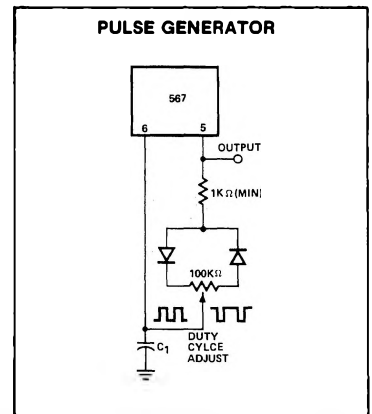 PULSE GENERATOR
567
6 5
OUTPUT
1KΩ(MIN)
100KΩ
DUTY
CYLCE
ADJUST
C1